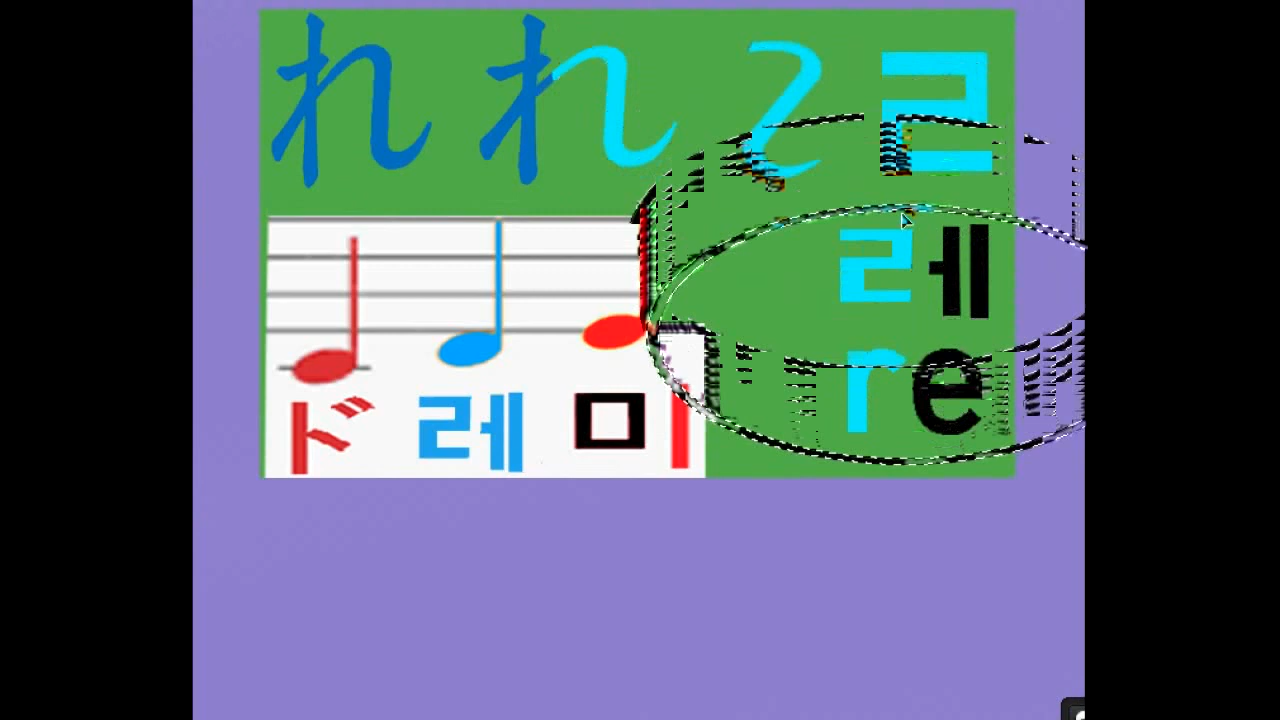 れ れ ㄹ ㄹ
레
re
ド 레 미